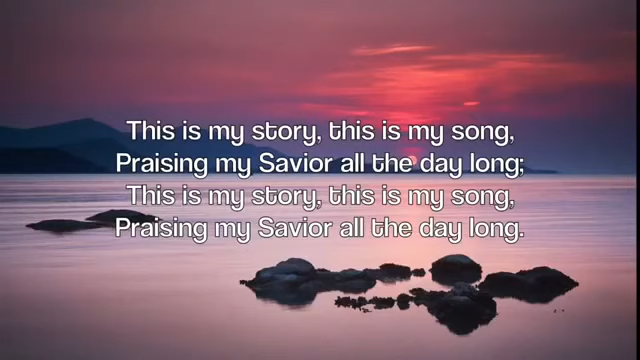 This is my story, this is my song,
Praising my Savior all the day long;
This is my story, this is my song,
Praising my Savior all the day long.